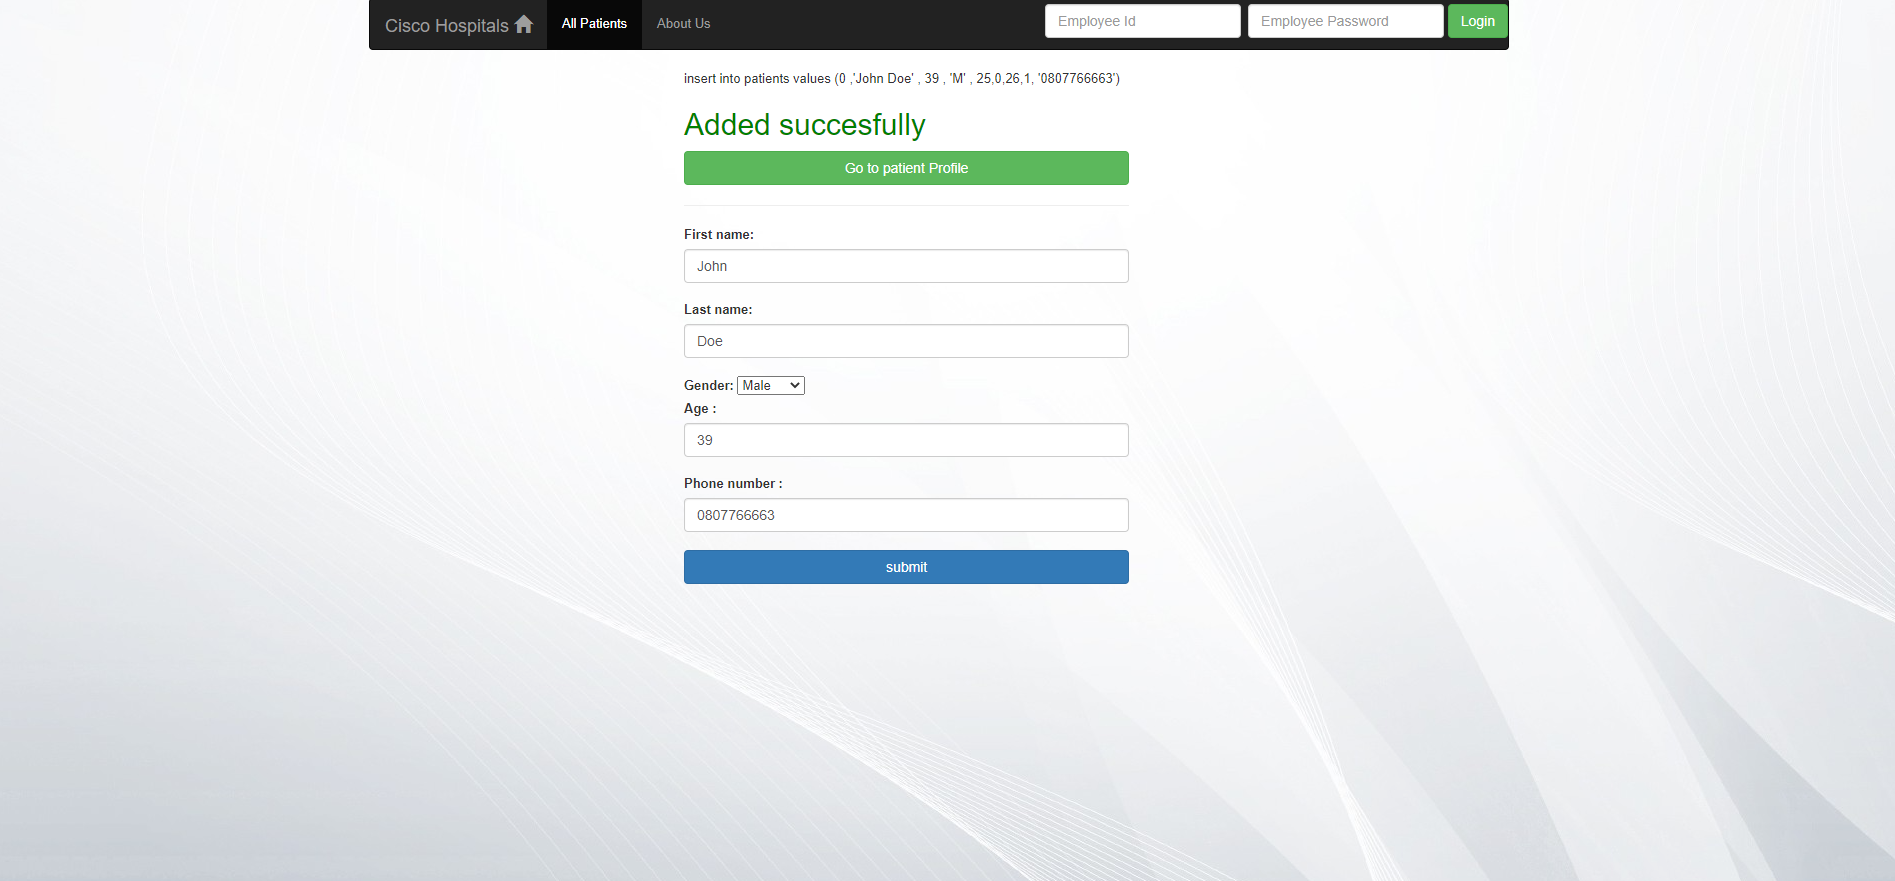 Cisco Hospitals All Patients About Us Employee Id Employee Password Login
insert into patients values (0 ,'John Doe' , 39 , 'M' , 25,0,26,1, '0807766663')
Added succesfully
Go to patient Profile
First name:
John
Last name:
Doe
Gender: Male
Age :
39
Phone number :
0807766663
submit